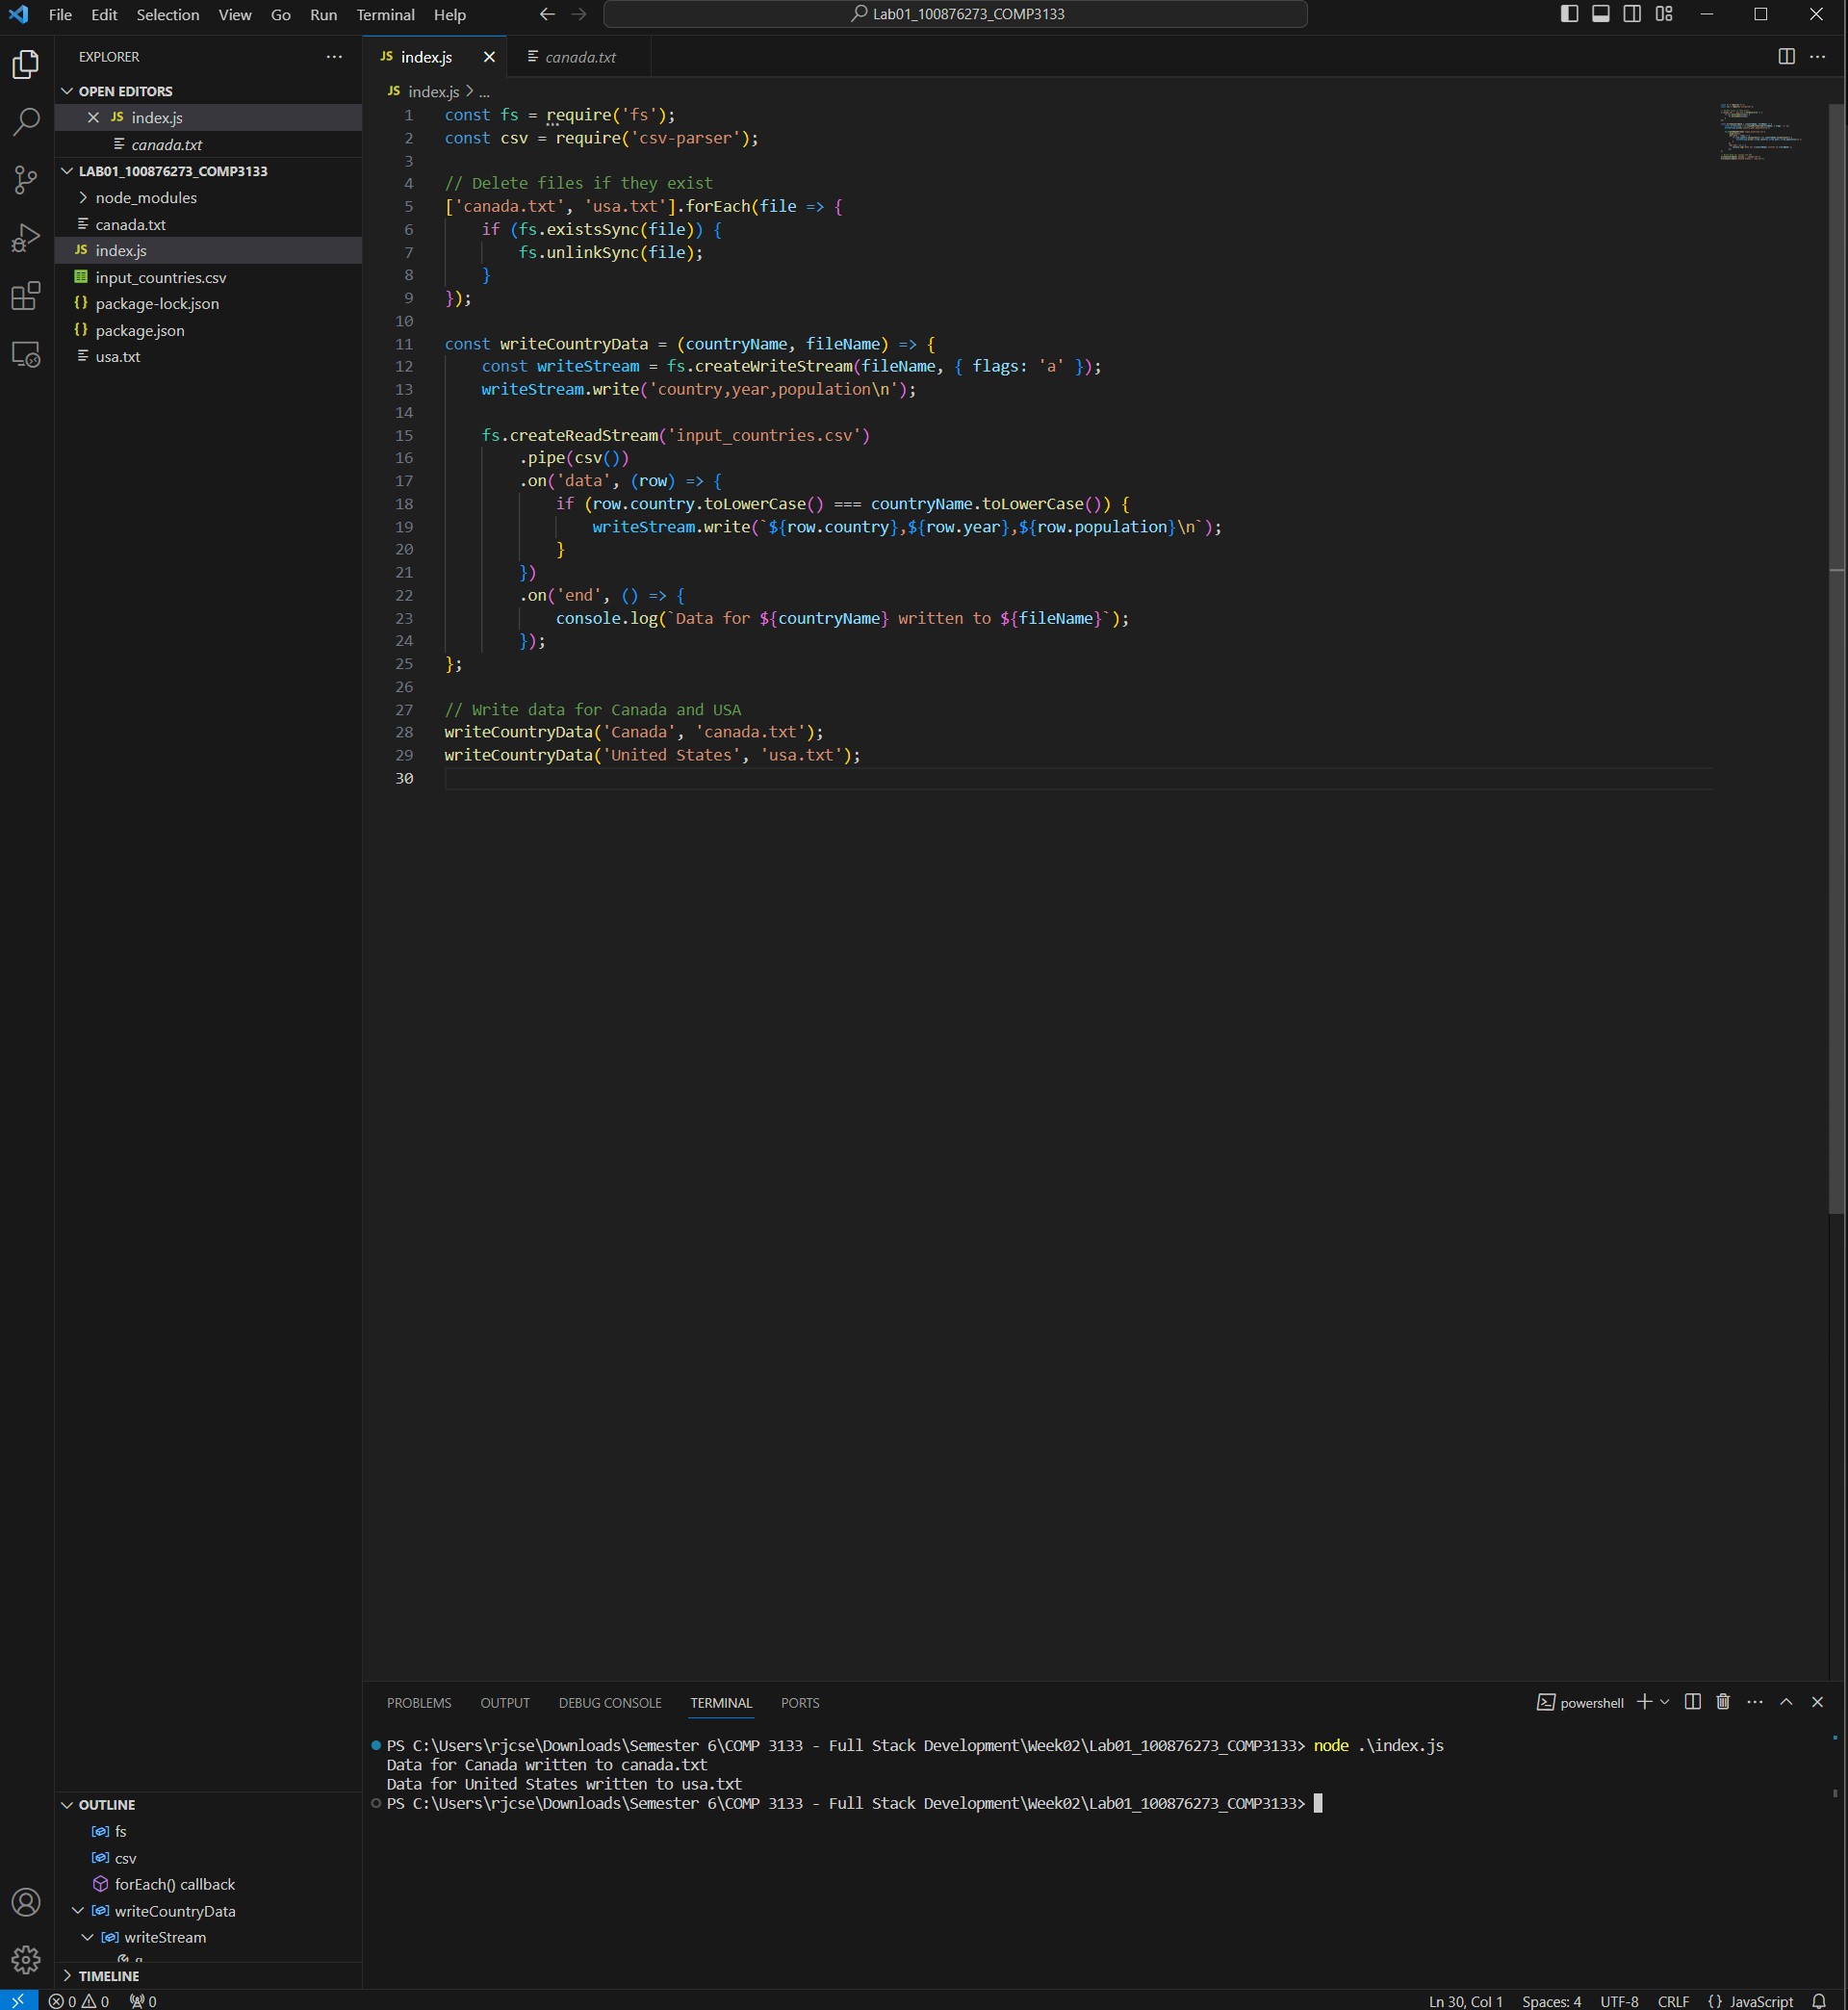 File Edit Selection View Go Run Terminal Help
Lab01_100876273_COMP3133
EXPLORER
OPEN EDITORS
JS index.js
canada.txt
LAB01_100876273_COMP3133
node_modules
canada.txt
JS index.js
input_countries.csv
{} package-lock.json
{} package.json
usa.txt
OUTLINE
fs
csv
forEach() callback
writeCountryData
writeStream
TIMELINE
JS index.js
canada.txt
JS index.js > ...
1 const fs = require('fs');
2 const csv = require('csv-parser');
3
4 // Delete files if they exist
5 ['canada.txt', 'usa.txt'].forEach(file => {
6     if (fs.existsSync(file)) {
7         fs.unlinkSync(file);
8     }
9 });
10
11 const writeCountryData = (countryName, fileName) => {
12     const writeStream = fs.createWriteStream(fileName, { flags: 'a' });
13     writeStream.write('country,year,population\n');
14
15     fs.createReadStream('input_countries.csv')
16         .pipe(csv())
17         .on('data', (row) => {
18             if (row.country.toLowerCase() === countryName.toLowerCase()) {
19                 writeStream.write(`${row.country},${row.year},${row.population}\n`);
20             }
21         })
22         .on('end', () => {
23             console.log(`Data for ${countryName} written to ${fileName}`);
24         });
25 };
26
27 // Write data for Canada and USA
28 writeCountryData('Canada', 'canada.txt');
29 writeCountryData('United States', 'usa.txt');
30
PROBLEMS OUTPUT DEBUG CONSOLE TERMINAL PORTS
powershell
PS C:\Users\rjcse\Downloads\Semester 6\COMP 3133 - Full Stack Development\Week02\Lab01_100876273_COMP3133> node .\index.js
Data for Canada written to canada.txt
Data for United States written to usa.txt
PS C:\Users\rjcse\Downloads\Semester 6\COMP 3133 - Full Stack Development\Week02\Lab01_100876273_COMP3133>
0 0 0
Ln 30, Col 1 Spaces: 4 UTF-8 CRLF {} JavaScript